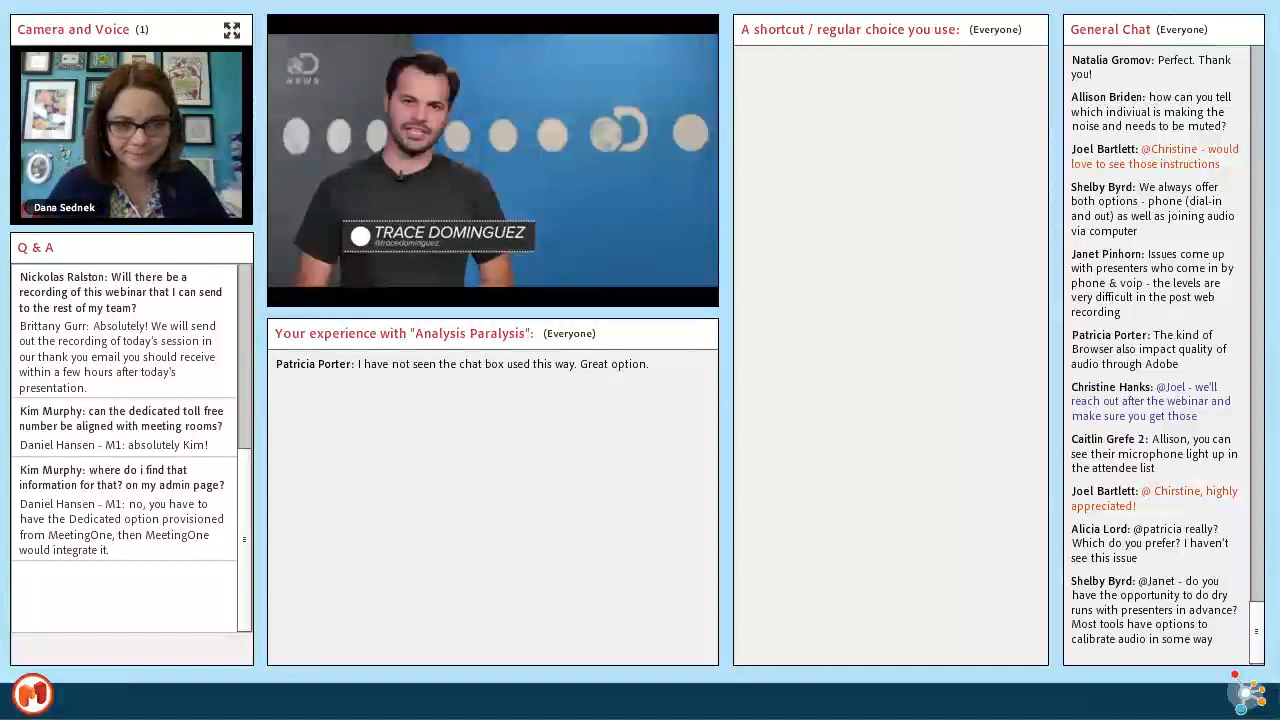 Camera and Voice (1)
Dana Sednek
Q & A
Nickolas Ralston: Will there be a
recording of this webinar that I can send
to the rest of my team?
Brittany Gurr: Absolutely! We will send
out the recording of today's session in
our thank you email you should receive
within a few hours after today's
presentation.
Kim Murphy: can the dedicated toll free
number be aligned with meeting rooms?
Daniel Hansen - M1: absolutely Kim!
Kim Murphy: where do i find that
information for that? on my admin page?
Daniel Hansen - M1: no, you have to
have the Dedicated option provisioned
from MeetingOne, then MeetingOne
would integrate it.
D
NEWS
D
TRACE DOMINGUEZ
@tracedominguez
Your experience with "Analysis Paralysis": (Everyone)
Patricia Porter: I have not seen the chat box used this way. Great option.
A shortcut / regular choice you use: (Everyone)
General Chat (Everyone)
Natalia Gromov: Perfect. Thank
you!
Allison Briden: how can you tell
which indiviual is making the
noise and needs to be muted?
Joel Bartlett: @Christine - would
love to see those instructions
Shelby Byrd: We always offer
both options - phone (dial-in
and out) as well as joining audio
via computer
Janet Pinhorn: Issues come up
with presenters who come in by
phone & voip - the levels are
very difficult in the post web
recording
Patricia Porter: The kind of
Browser also impact quality of
audio through Adobe
Christine Hanks: @Joel - we'll
reach out after the webinar and
make sure you get those
Caitlin Grefe 2: Allison, you can
see their microphone light up in
the attendee list
Joel Bartlett: @ Chirstine, highly
appreciated!
Alicia Lord: @patricia really?
Which do you prefer? I haven't
see this issue
Shelby Byrd: @Janet - do you
have the opportunity to do dry
runs with presenters in advance?
Most tools have options to
calibrate audio in some way